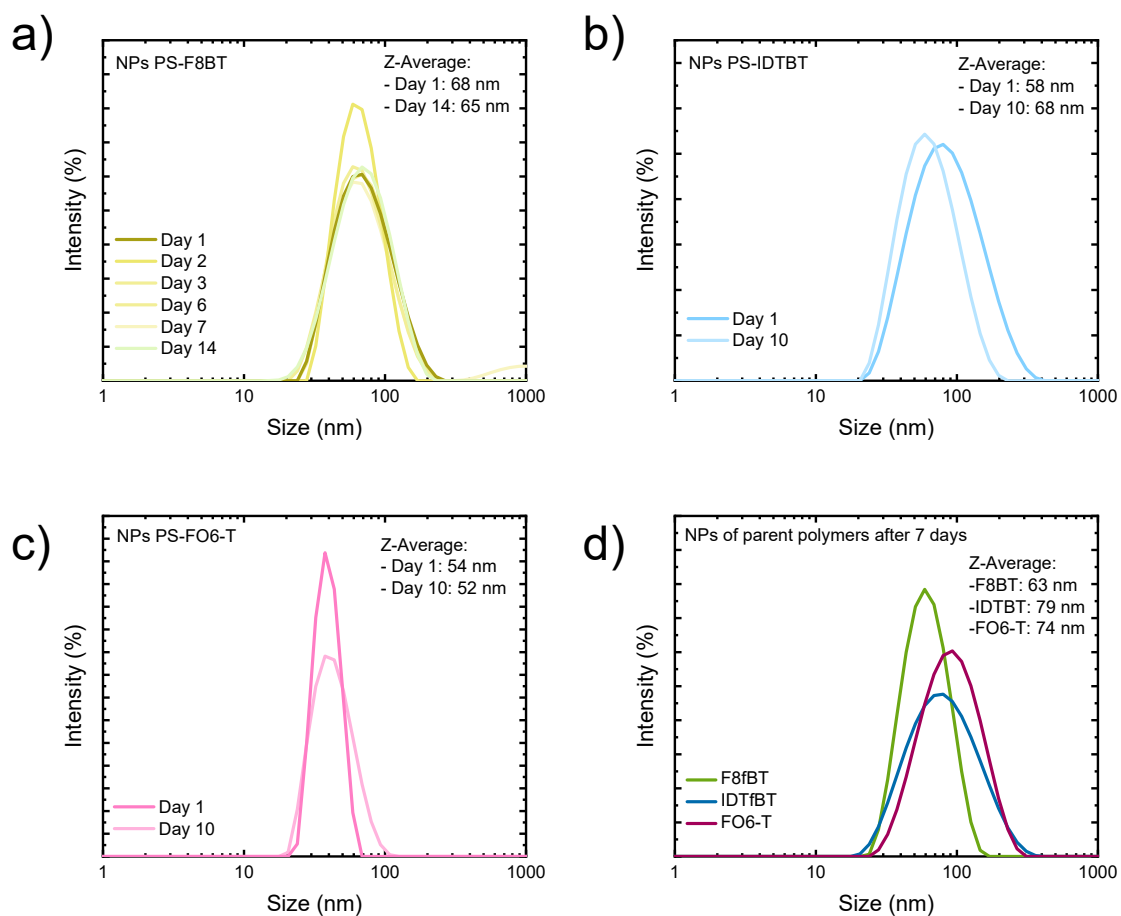 a)
NPs PS-F8BT
Z-Average:
- Day 1: 68 nm
- Day 14: 65 nm
Day 1
Day 2
Day 3
Day 6
Day 7
Day 14
Intensity (%)
1 10 100 1000
Size (nm)
b)
NPs PS-IDTBT
Z-Average:
- Day 1: 58 nm
- Day 10: 68 nm
Day 1
Day 10
Intensity (%)
1 10 100 1000
Size (nm)
c)
NPs PS-FO6-T
Z-Average:
- Day 1: 54 nm
- Day 10: 52 nm
Day 1
Day 10
Intensity (%)
1 10 100 1000
Size (nm)
d)
NPs of parent polymers after 7 days
Z-Average:
-F8BT: 63 nm
-IDTBT: 79 nm
-FO6-T: 74 nm
F8fBT
IDTfBT
FO6-T
Intensity (%)
1 10 100 1000
Size (nm)